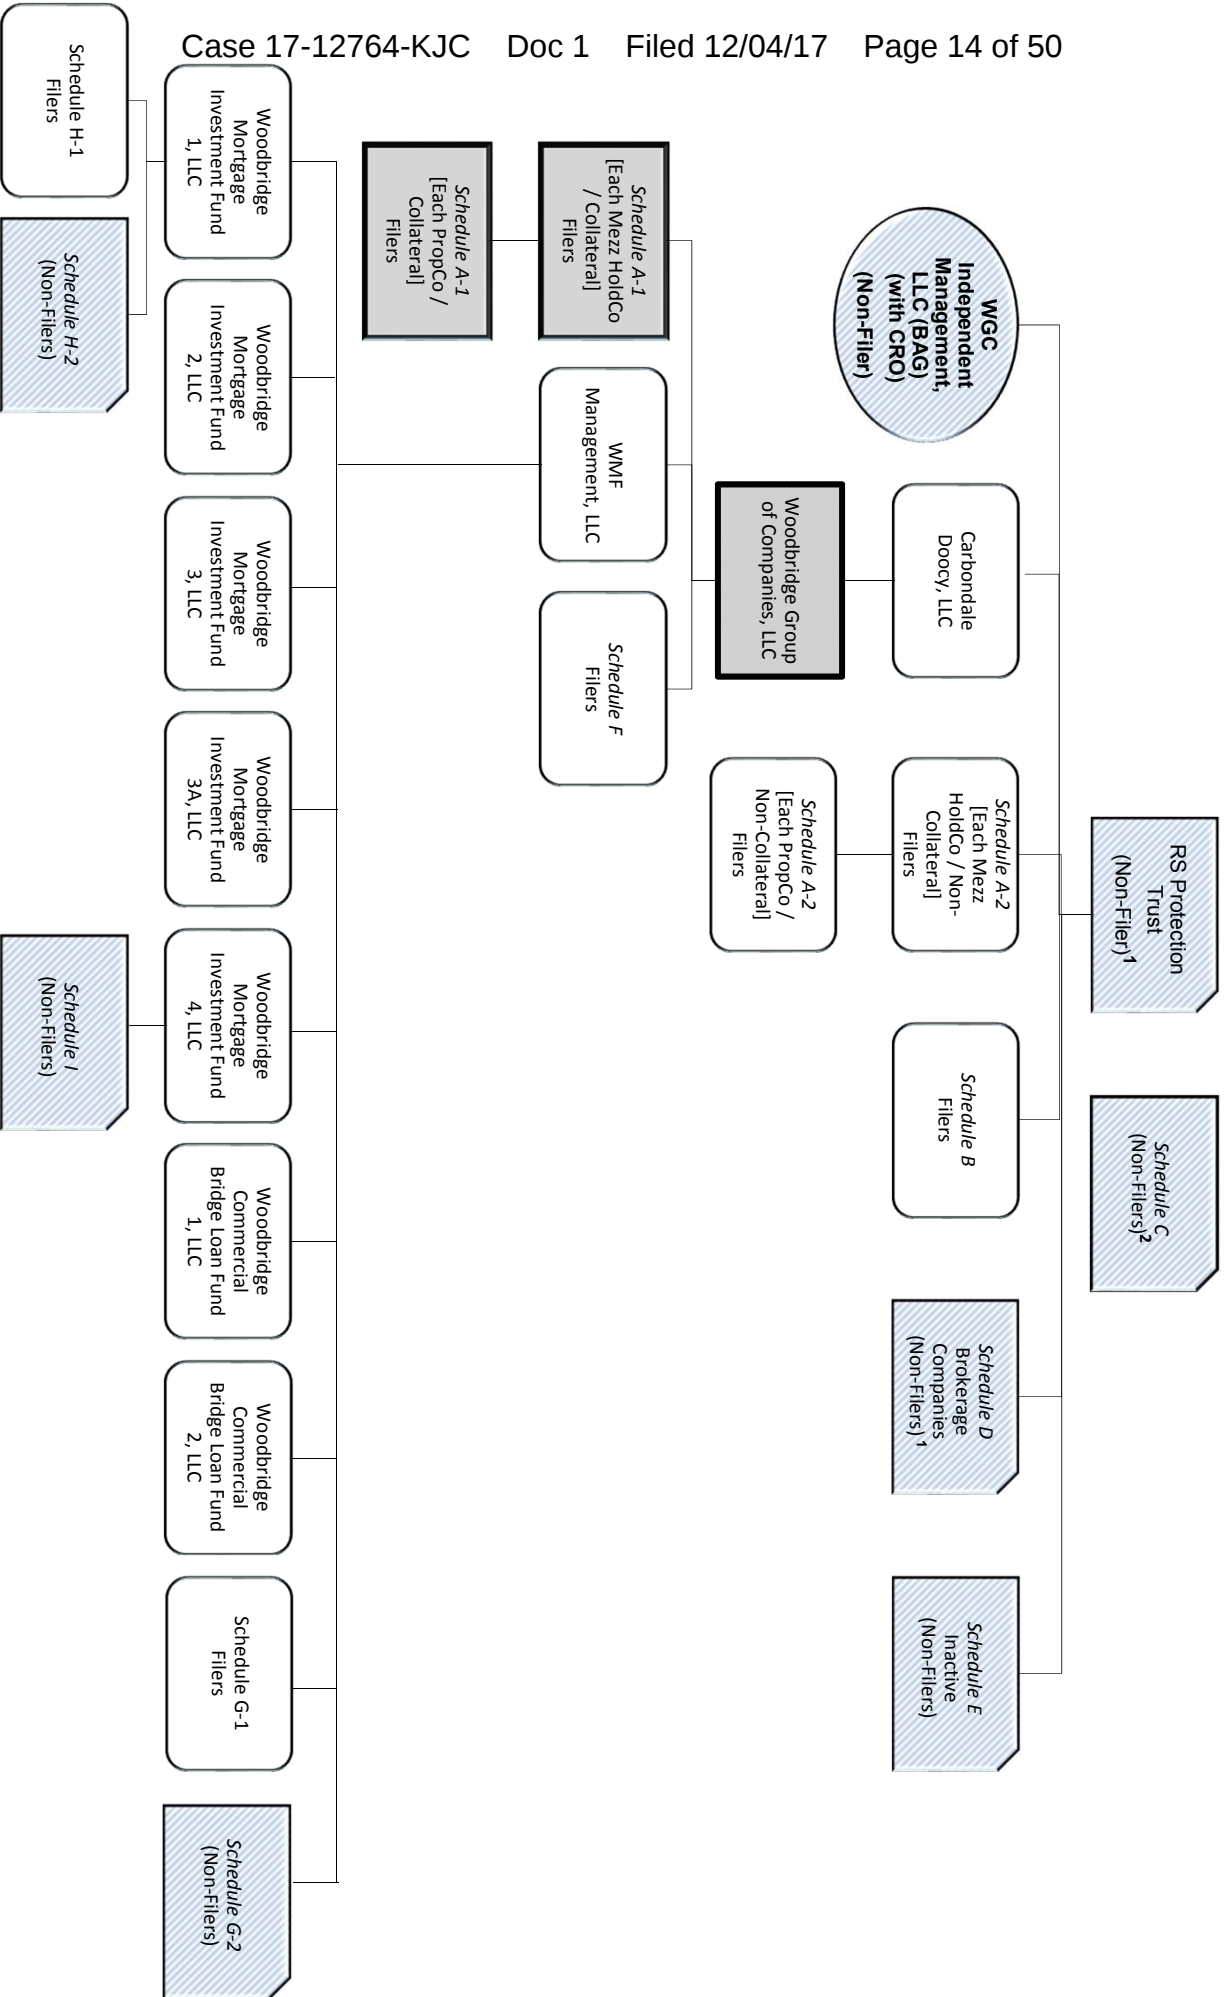 Case 17-12764-KJC Doc 1 Filed 12/04/17 Page 14 of 50
RS Protection
Trust
(Non-Filer)1
Schedule C
(Non-Filers)2
WGC
Independent
Management,
LLC (BAG)
(with CRO)
(Non-Filer)
Carbondale
Doocy, LLC
Schedule A-2
[Each Mezz
HoldCo / Non-
Collateral]
Filers
Schedule B
Filers
Schedule D
Brokerage
Companies
(Non-Filers) 1
Schedule E
Inactive
(Non-Filers)
Woodbridge Group
of Companies, LLC
Schedule A-2
[Each PropCo /
Non-Collateral]
Filers
Schedule A-1
[Each Mezz HoldCo
/ Collateral]
Filers
WMF
Management, LLC
Schedule F
Filers
Schedule A-1
[Each PropCo /
Collateral]
Filers
Woodbridge
Mortgage
Investment Fund
1, LLC
Woodbridge
Mortgage
Investment Fund
2, LLC
Woodbridge
Mortgage
Investment Fund
3, LLC
Woodbridge
Mortgage
Investment Fund
3A, LLC
Woodbridge
Mortgage
Investment Fund
4, LLC
Woodbridge
Commercial
Bridge Loan Fund
1, LLC
Woodbridge
Commercial
Bridge Loan Fund
2, LLC
Schedule G-1
Filers
Schedule G-2
(Non-Filers)
Schedule H-1
Filers
Schedule H-2
(Non-Filers)
Schedule I
(Non-Filers)